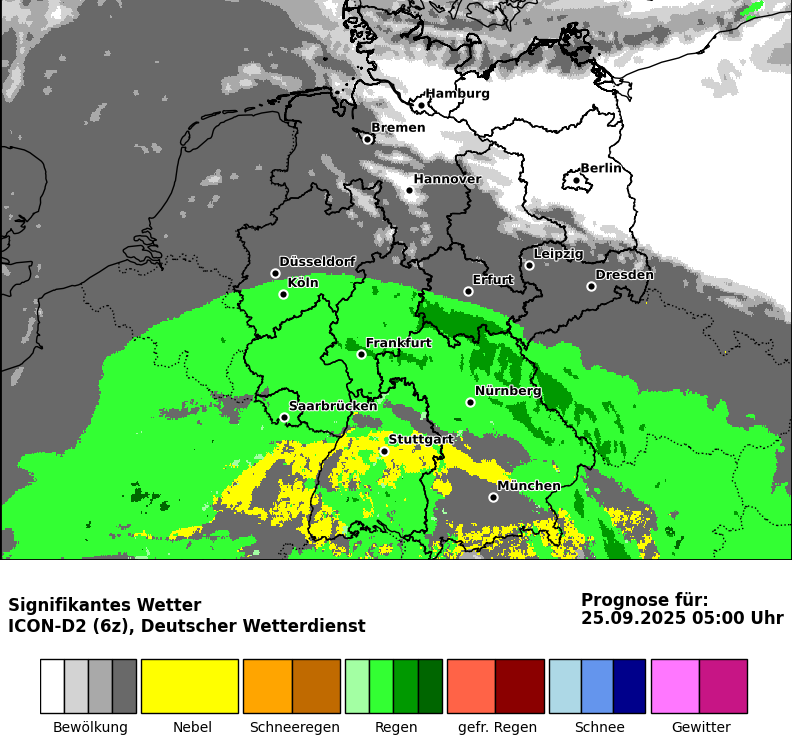 Hamburg
Bremen
Berlin
Hannover
Leipzig
Düsseldorf
Dresden
Köln
Erfurt
Frankfurt
Nürnberg
Saarbrücken
Stuttgart
München
Signifikantes Wetter
ICON-D2 (6z), Deutscher Wetterdienst
Prognose für:
25.09.2025 05:00 Uhr
Bewölkung
Nebel
Schneeregen
Regen
gefr. Regen
Schnee
Gewitter